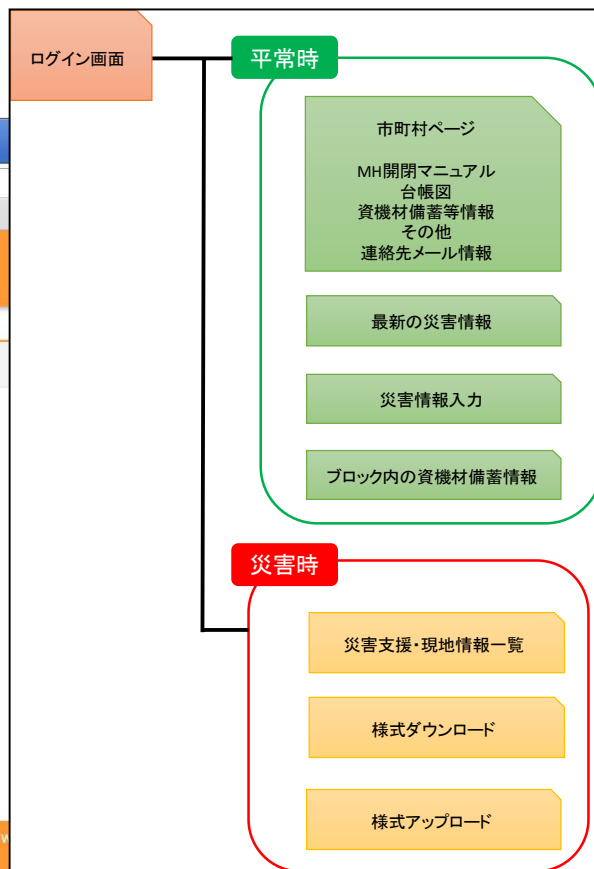 ログイン画面
平常時
市町村ページ
MH開閉マニュアル
台帳図
資機材備蓄等情報
その他
連絡先メール情報
最新の災害情報
災害情報入力
ブロック内の資機材備蓄情報
災害時
災害支援・現地情報一覧
様式ダウンロード
様式アップロード